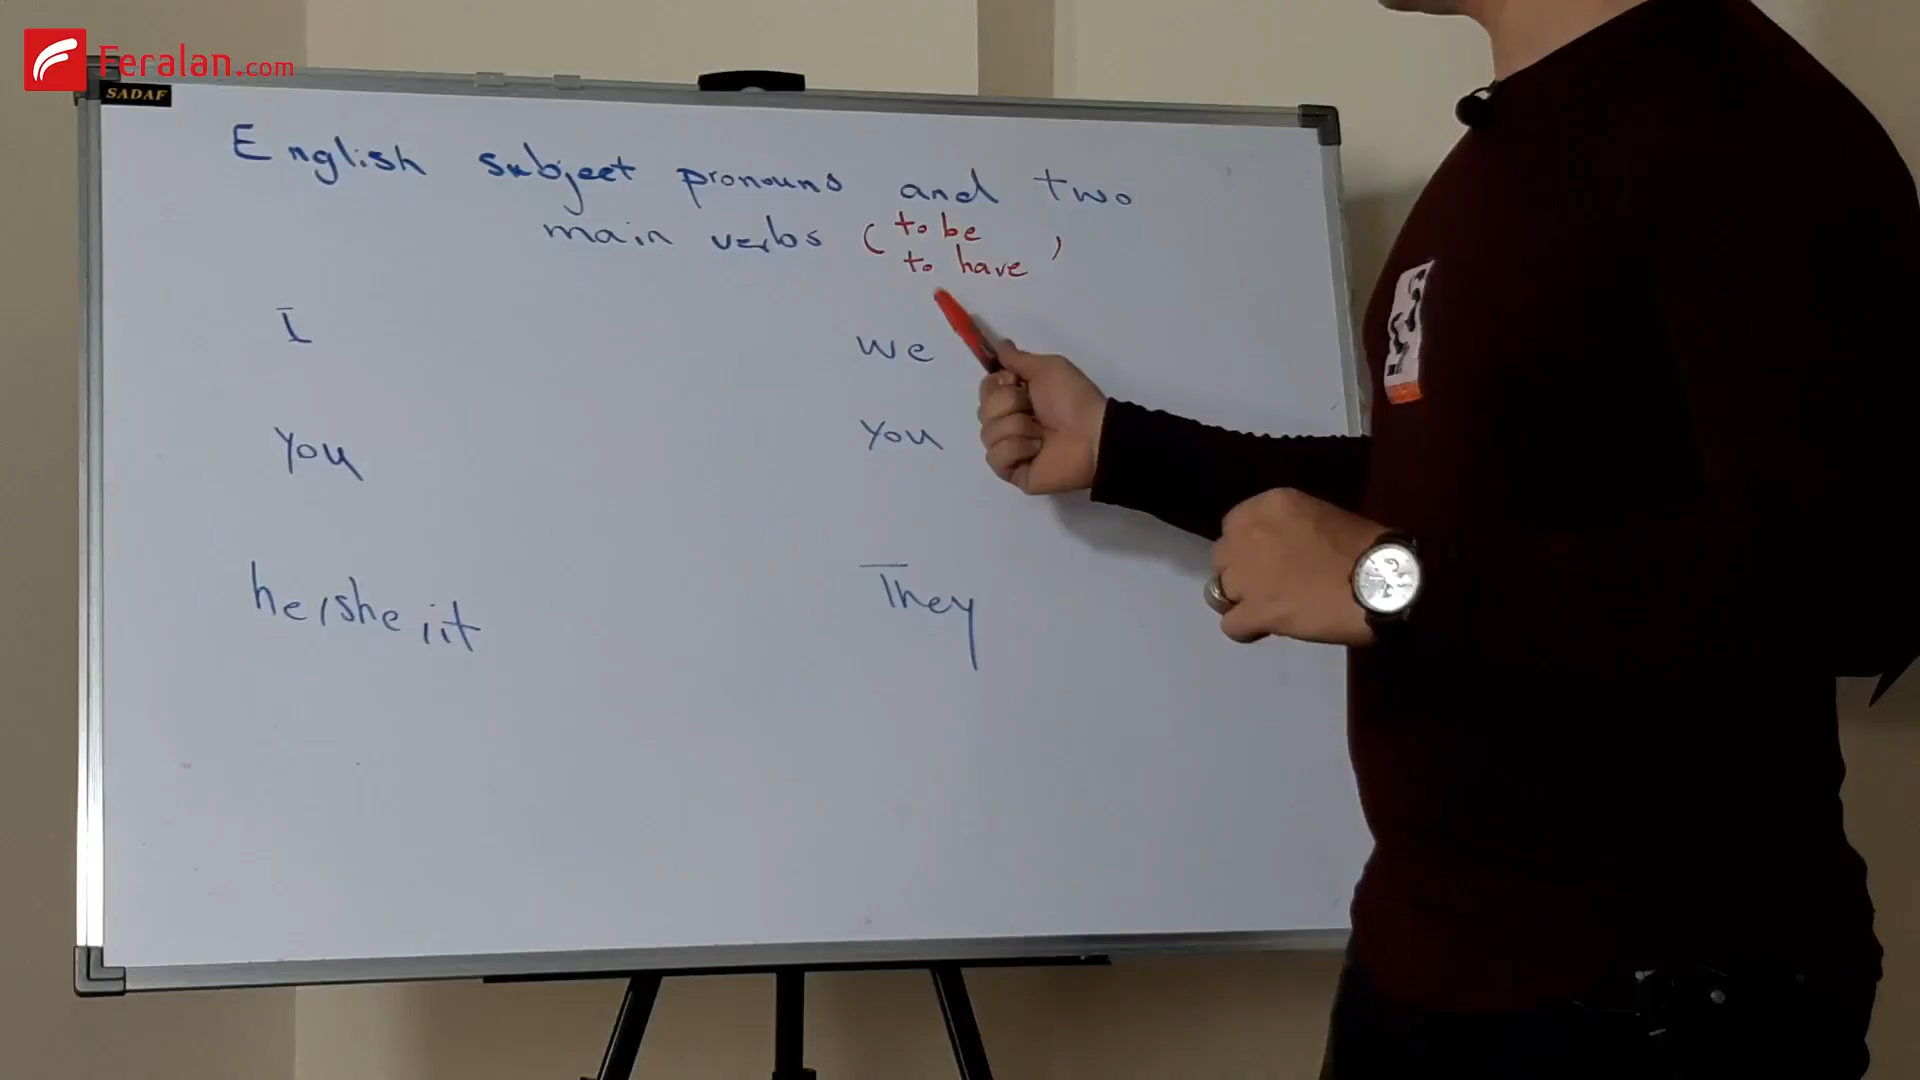 Feralan.com
SADAF
English subject pronouns and two
main verbs ( to be
to have )
I
we
you
you
he/she/it
They